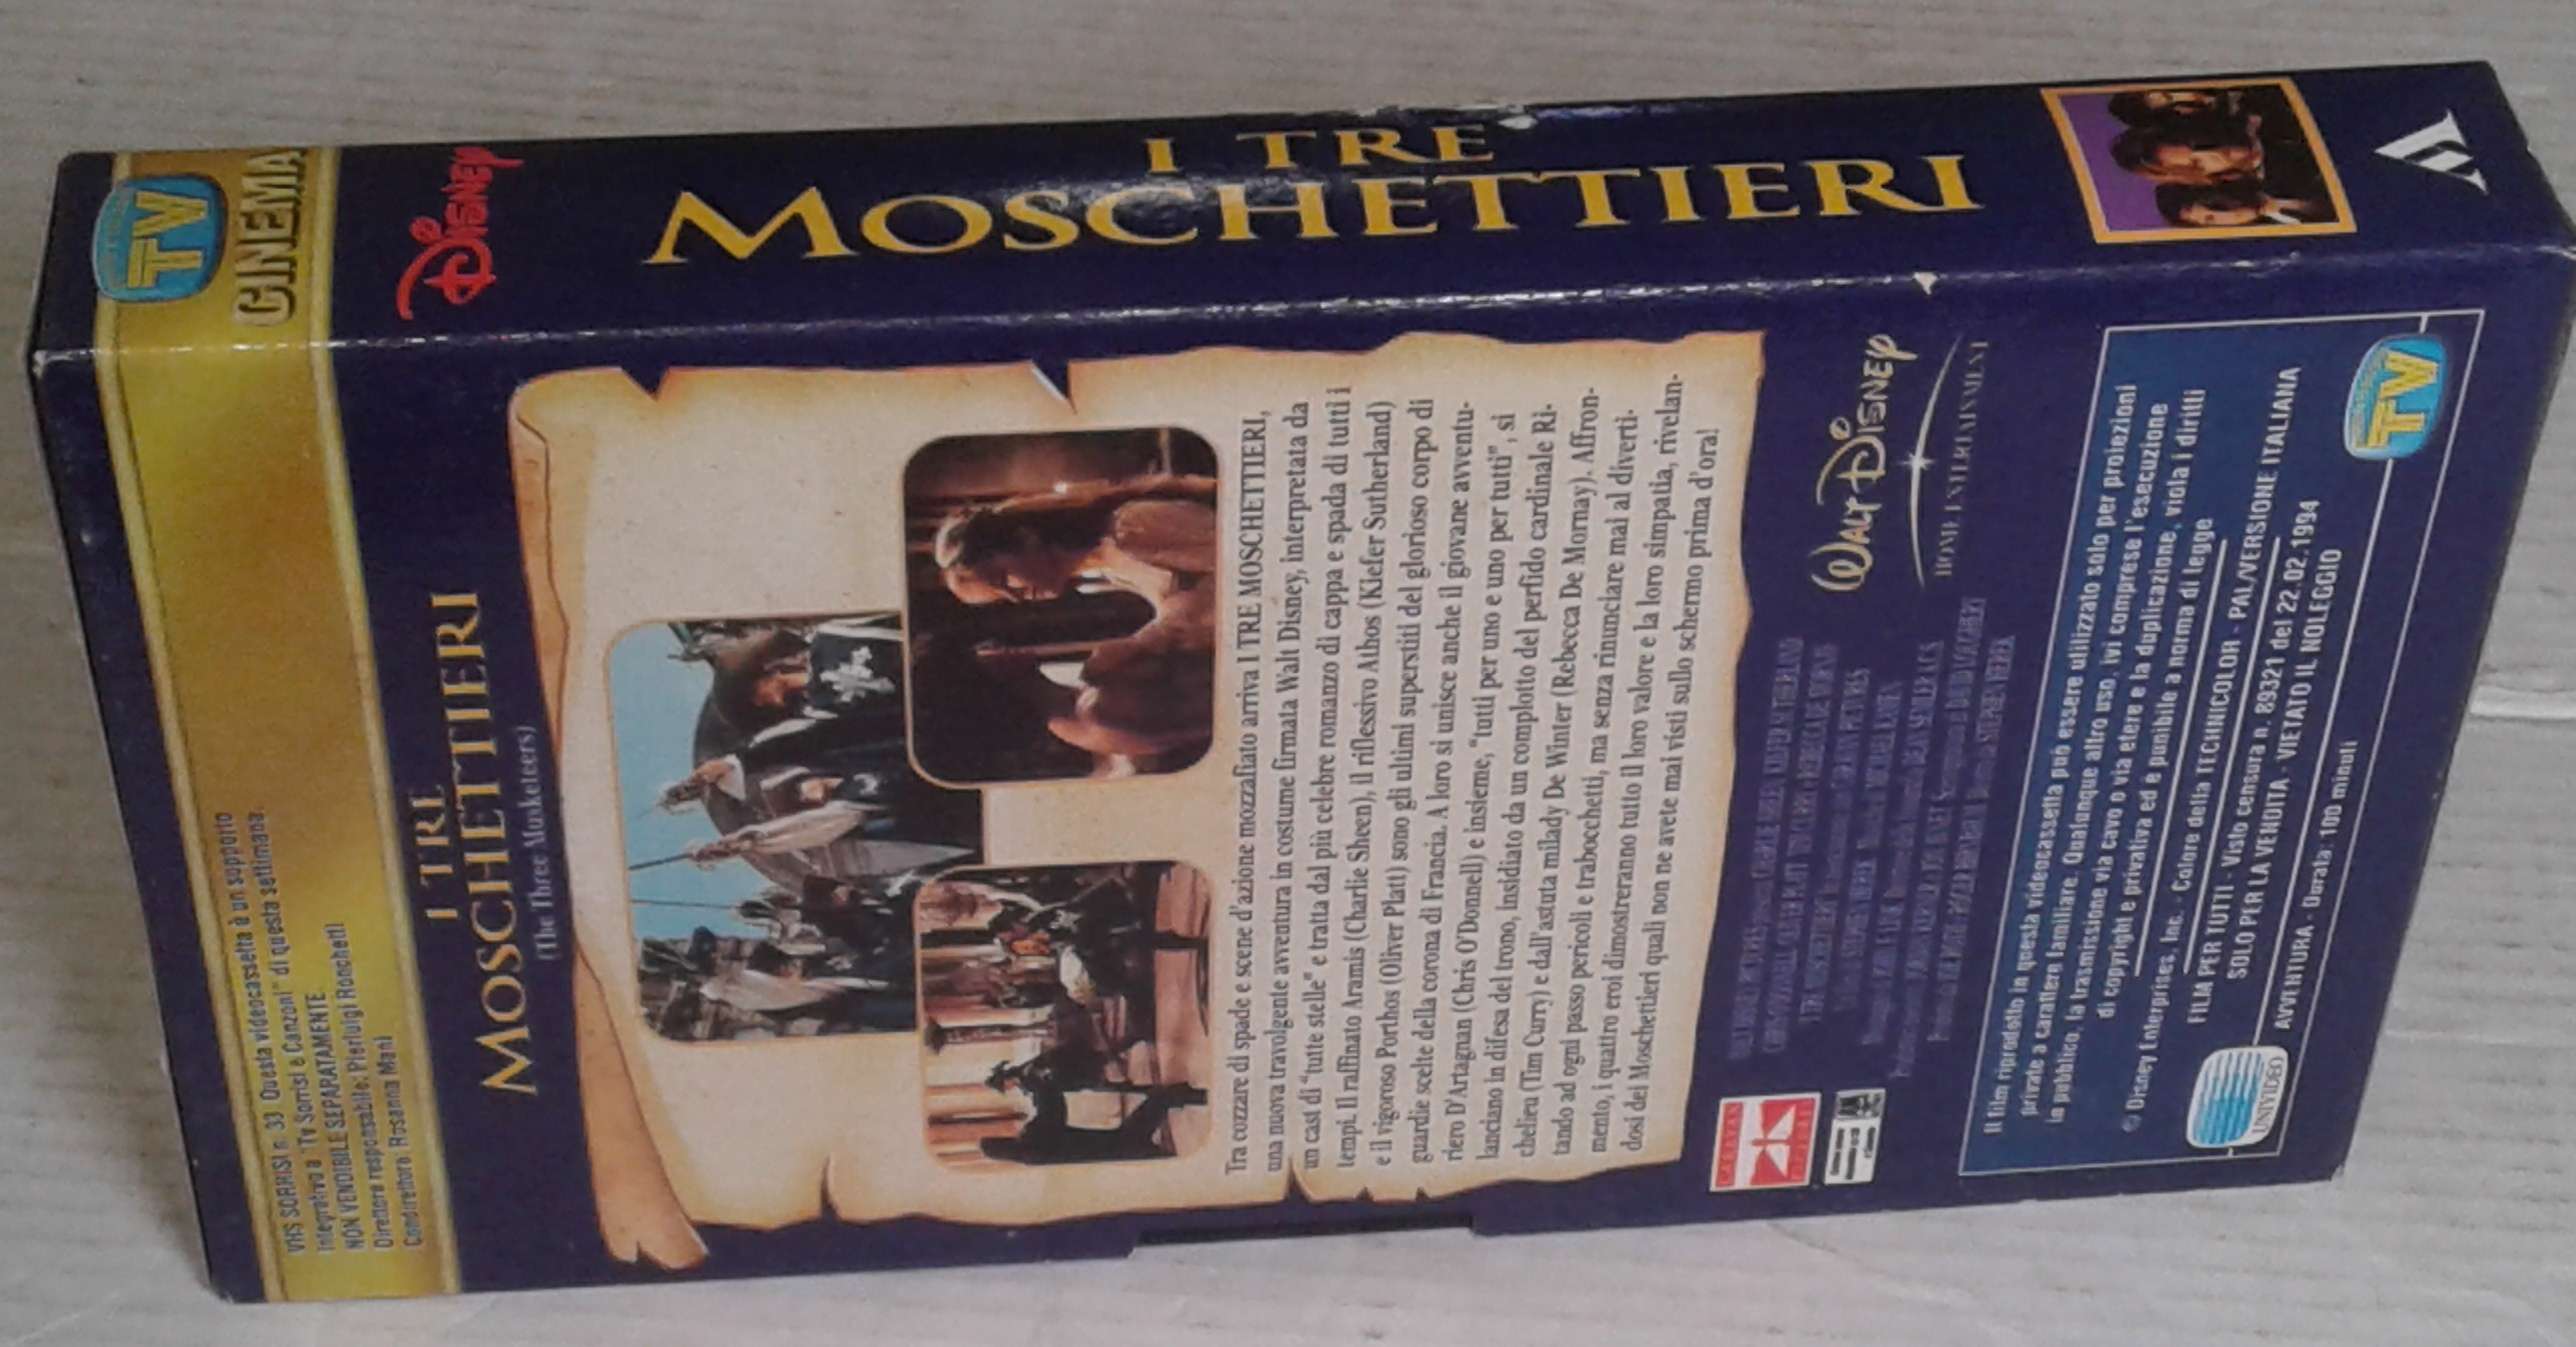 TV
CINEMA
DISNEY
I TRE
MOSCHETTIERI
VHS SORRISI n. 33 Questa videocassetta è un supporto
integrativo a "Tv Sorrisi e Canzoni" di questa settimana.
NON VENDIBILE SEPARATAMENTE.
Direttore responsabile: Pierluigi Ronchetti
Condirettore Rosanna Mani
I TRE
MOSCHETTIERI
(The Three Musketeers)
Tra cozzare di spade e scene d'azione mozzafiato arriva I TRE MOSCHETTIERI,
una nuova travolgente avventura in costume firmata Walt Disney, interpretata da
un cast di "tutte stelle" e tratta dal più celebre romanzo di cappa e spada di tutti i
tempi. Il raffinato Aramis (Charlie Sheen), il riflessivo Athos (Kiefer Sutherland)
e il rigoroso Porthos (Oliver Platt) sono gli ultimi superstiti del glorioso corpo di
guardie scelte della corona di Francia. A loro si unisce anche il giovane avventu-
riero D'Artagnan (Chris O'Donnell) e insieme, "tutti per uno e uno per tutti", si
lanciano in difesa del trono, insidiato da un complotto del perfido cardinale Ri-
chelieu (Tim Curry) e dall'astuta milady De Winter (Rebecca De Mornay). Affron-
tando ad ogni passo pericoli e trabocchetti, ma senza rinunciare mai al diverti-
mento, i quattro eroi dimostreranno tutto il loro valore e la loro simpatia, rivelan-
dosi dei Moschettieri quali non ne avete mai visti sullo schermo prima d'ora!
CARAVAN
PICTURES
WALT DISNEY
HOME ENTERTAINMENT
Il film riprodotto in questa videocassetta può essere utilizzato solo per proiezioni
private a carattere familiare. Qualunque altro uso, ivi comprese l'esecuzione
in pubblico, la trasmissione via cavo o via etere e la duplicazione, viola i diritti
di copyright e privativa ed è punibile a norma di legge
© Disney Enterprises, Inc. - Colore della TECHNICOLOR - PAL/VERSIONE ITALIANA
FILM PER TUTTI - Visto censura n. 89321 del 22.02.1994
SOLO PER LA VENDITA - VIETATO IL NOLEGGIO
AVVENTURA - Durata: 100 minuti
UNIVIDEO
TV